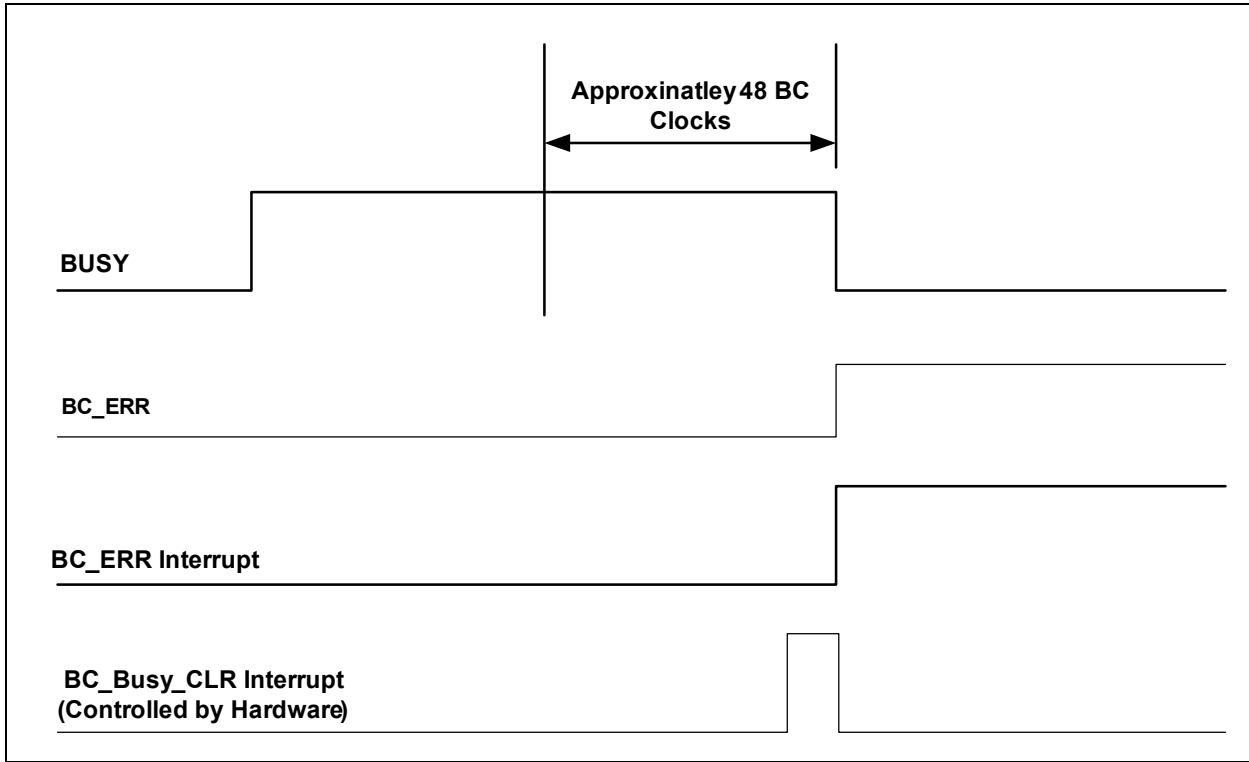 Approxinatley 48 BC
Clocks
BUSY
BC_ERR
BC_ERR Interrupt
BC_Busy_CLR Interrupt
(Controlled by Hardware)